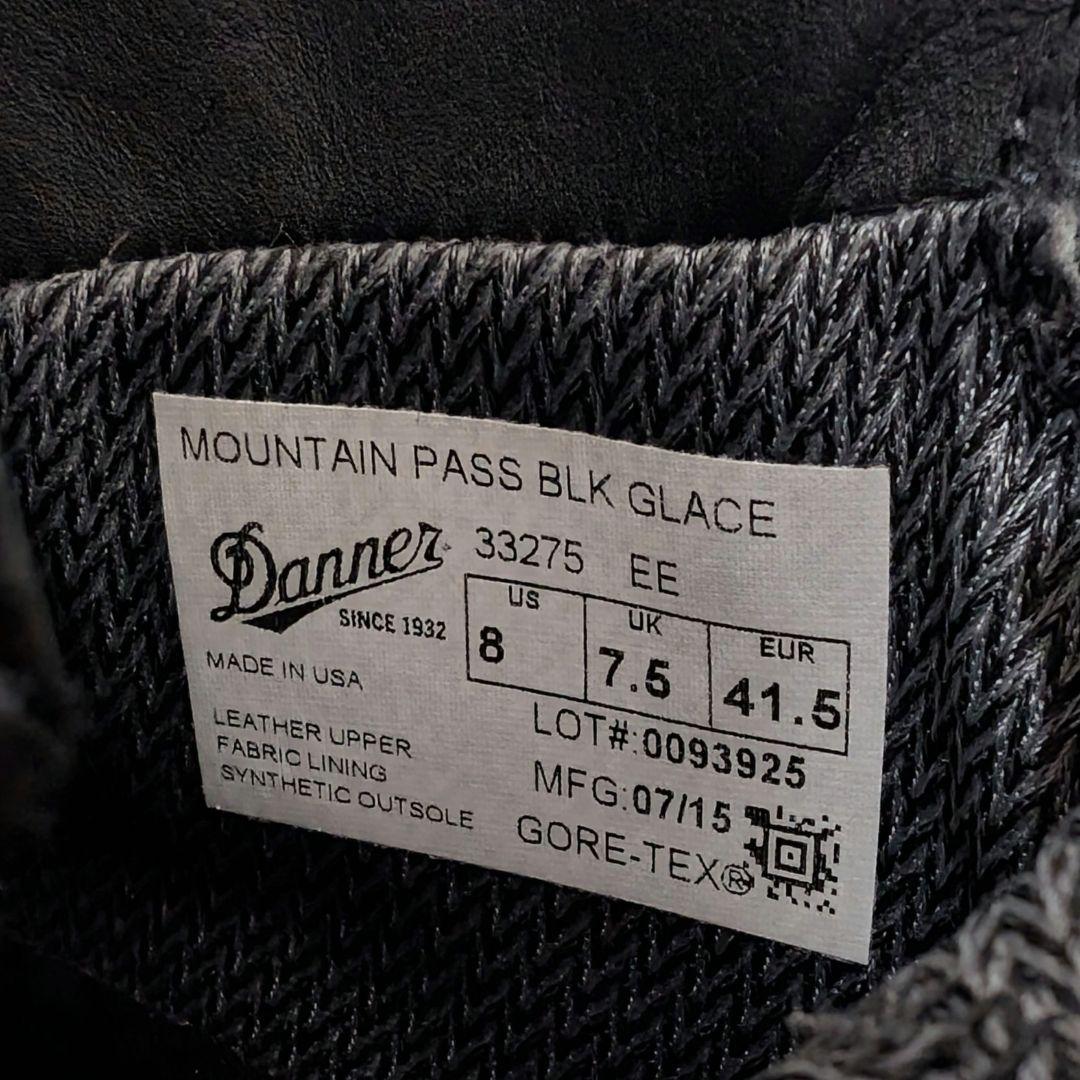 MOUNTAIN PASS BLK GLACE
Danner 33275 EE
SINCE 1932
US UK EUR
8 7.5 41.5
MADE IN USA
LOT#:0093925
LEATHER UPPER
FABRIC LINING
SYNTHETIC OUTSOLE
MFG:07/15
GORE-TEX®